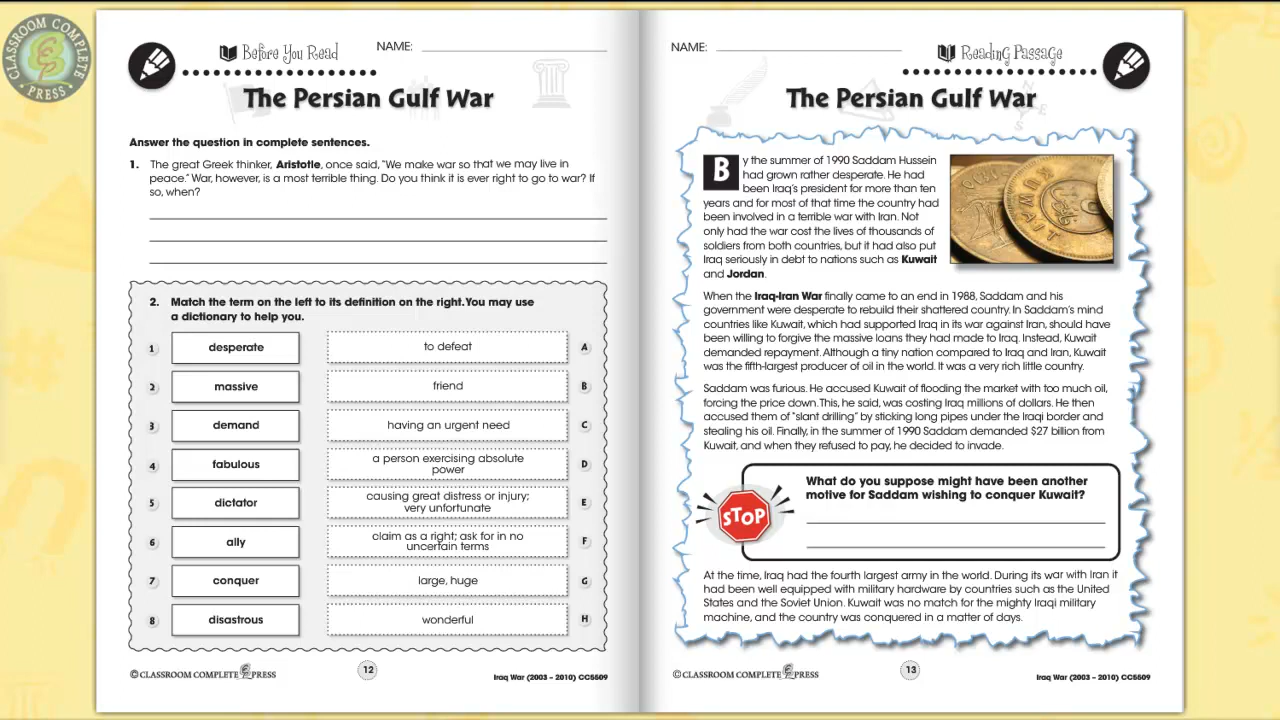 CLASSROOM COMPLETE
PRESS
Before You Read
NAME:
The Persian Gulf War
Answer the question in complete sentences.
1. The great Greek thinker, Aristotle, once said, "We make war so that we may live in
peace." War, however, is a most terrible thing. Do you think it is ever right to go to war? If
so, when?
2. Match the term on the left to its definition on the right. You may use
a dictionary to help you.
1 desperate to defeat A
2 massive friend B
3 demand having an urgent need C
4 fabulous a person exercising absolute
power D
5 dictator causing great distress or injury;
very unfortunate E
6 ally claim as a right; ask for in no
uncertain terms F
7 conquer large, huge G
8 disastrous wonderful H
©CLASSROOM COMPLETE PRESS
12
Iraq War (2003 – 2010) CC5509
NAME:
Reading Passage
The Persian Gulf War
By the summer of 1990 Saddam Hussein
had grown rather desperate. He had
been Iraq's president for more than ten
years and for most of that time the country had
been involved in a terrible war with Iran. Not
only had the war cost the lives of thousands of
soldiers from both countries, but it had also put
Iraq seriously in debt to nations such as Kuwait
and Jordan.
KUWAIT
When the Iraq-Iran War finally came to an end in 1988, Saddam and his
government were desperate to rebuild their shattered country. In Saddam's mind
countries like Kuwait, which had supported Iraq in its war against Iran, should have
been willing to forgive the massive loans they had made to Iraq. Instead, Kuwait
demanded repayment. Although a tiny nation compared to Iraq and Iran, Kuwait
was the fifth-largest producer of oil in the world. It was a very rich little country.
Saddam was furious. He accused Kuwait of flooding the market with too much oil,
forcing the price down. This, he said, was costing Iraq millions of dollars. He then
accused them of "slant drilling" by sticking long pipes under the Iraqi border and
stealing his oil. Finally, in the summer of 1990 Saddam demanded $27 billion from
Kuwait, and when they refused to pay, he decided to invade.
STOP
What do you suppose might have been another
motive for Saddam wishing to conquer Kuwait?
At the time, Iraq had the fourth largest army in the world. During its war with Iran it
had been well equipped with military hardware by countries such as the United
States and the Soviet Union. Kuwait was no match for the mighty Iraqi military
machine, and the country was conquered in a matter of days.
©CLASSROOM COMPLETE PRESS
13
Iraq War (2003 – 2010) CC5509